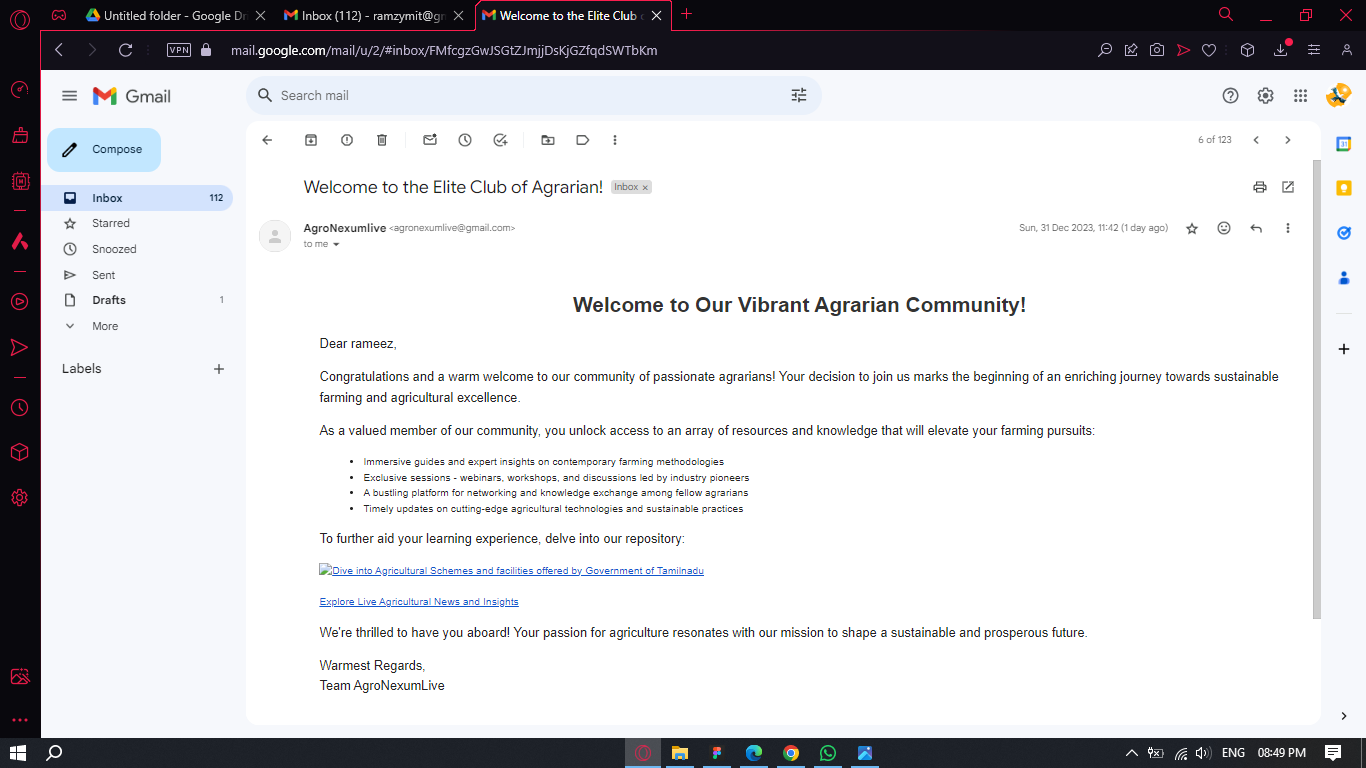 Untitled folder - Google Dr
Inbox (112) - ramzymit@gm
Welcome to the Elite Club o
VPN
mail.google.com/mail/u/2/#inbox/FMfcgzGwJSGtZJmjjDsKjGZfqdSWTbKm
Gmail
Search mail
Compose
6 of 123
Inbox 112
Starred
Snoozed
Sent
Drafts 1
More
Labels
Welcome to the Elite Club of Agrarian! Inbox x
AgroNexumlive <agronexumlive@gmail.com> Sun, 31 Dec 2023, 11:42 (1 day ago)
to me
Welcome to Our Vibrant Agrarian Community!
Dear rameez,
Congratulations and a warm welcome to our community of passionate agrarians! Your decision to join us marks the beginning of an enriching journey towards sustainable
farming and agricultural excellence.
As a valued member of our community, you unlock access to an array of resources and knowledge that will elevate your farming pursuits:
• Immersive guides and expert insights on contemporary farming methodologies
• Exclusive sessions - webinars, workshops, and discussions led by industry pioneers
• A bustling platform for networking and knowledge exchange among fellow agrarians
• Timely updates on cutting-edge agricultural technologies and sustainable practices
To further aid your learning experience, delve into our repository:
Dive into Agricultural Schemes and facilities offered by Government of Tamilnadu
Explore Live Agricultural News and Insights
We're thrilled to have you aboard! Your passion for agriculture resonates with our mission to shape a sustainable and prosperous future.
Warmest Regards,
Team AgroNexumLive
ENG 08:49 PM